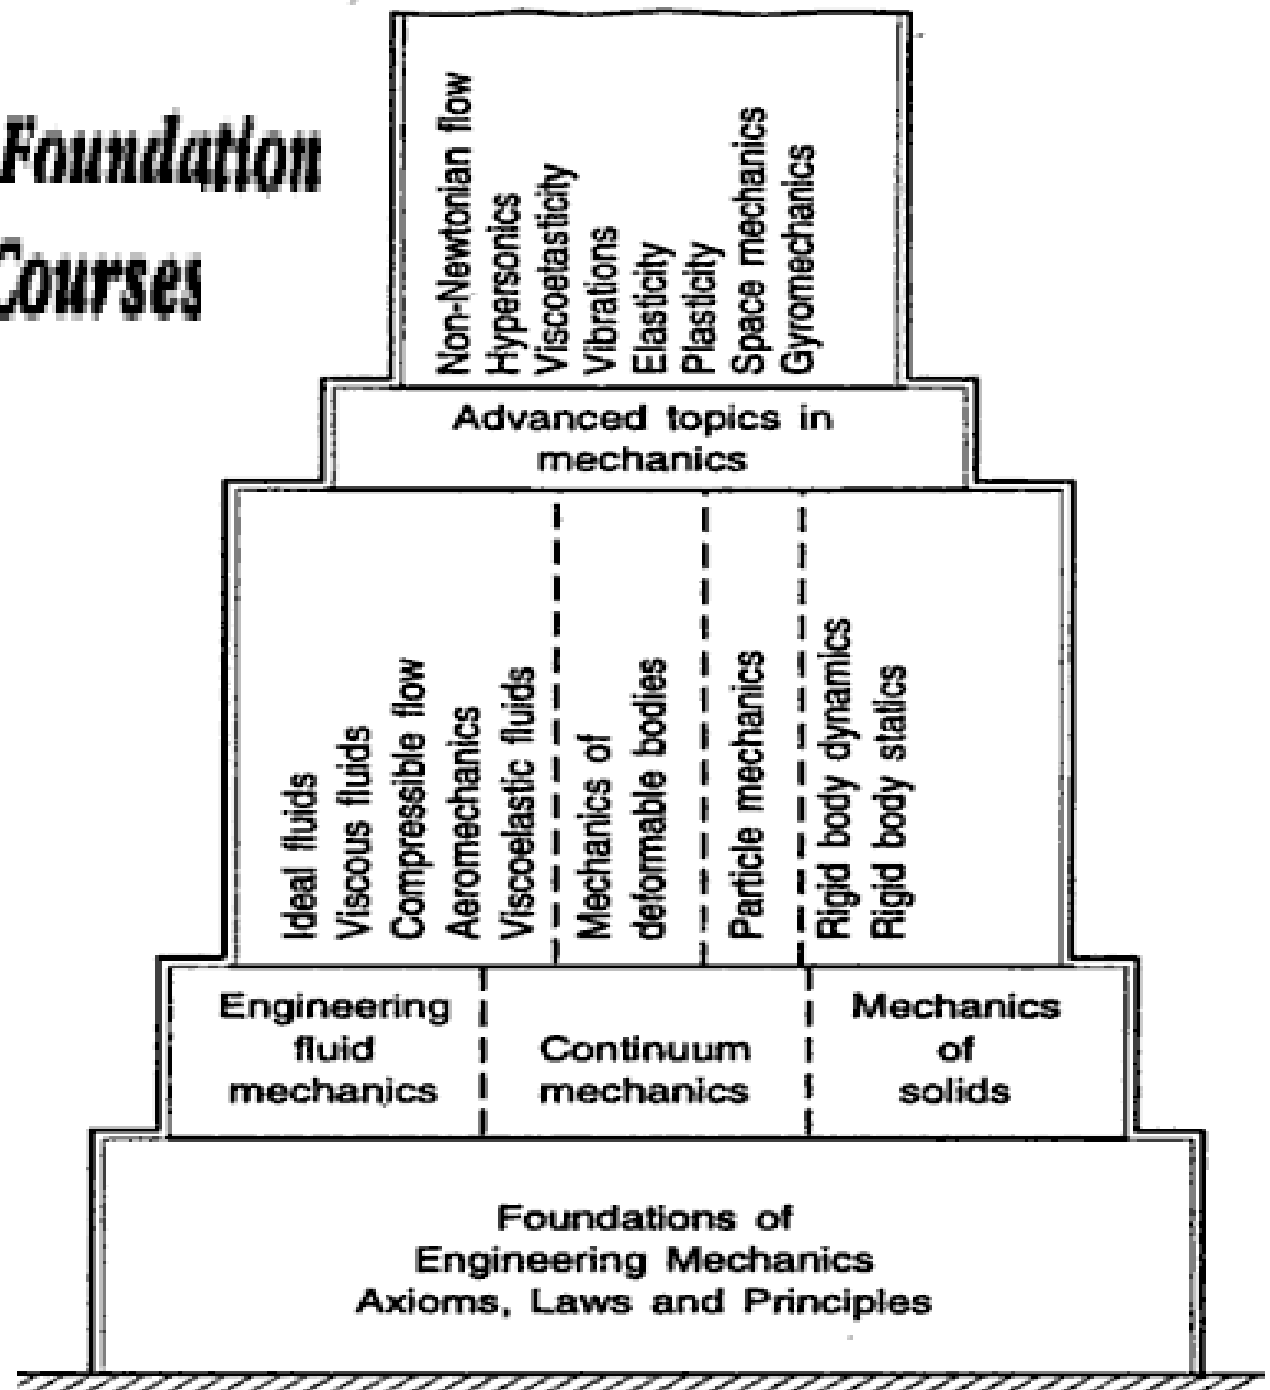 Foundation
Courses
Non-Newtonian flow
Hypersonics
Viscoetasticity
Vibrations
Elasticity
Plasticity
Space mechanics
Gyromechanics
Advanced topics in
mechanics
Ideal fluids
Viscous fluids
Compressible flow
Aeromechanics
Viscoelastic fluids
Mechanics of
deformable bodies
Particle mechanics
Rigid body dynamics
Rigid body statics
Engineering
fluid
mechanics
Continuum
mechanics
Mechanics
of
solids
Foundations of
Engineering Mechanics
Axioms, Laws and Principles